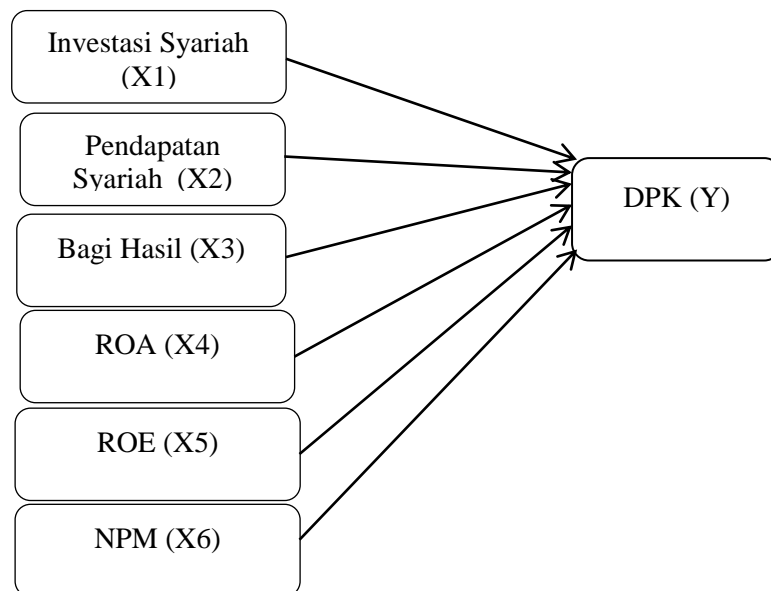 Investasi Syariah
(X1)
Pendapatan
Syariah (X2)
Bagi Hasil (X3)
ROA (X4)
ROE (X5)
NPM (X6)
DPK (Y)